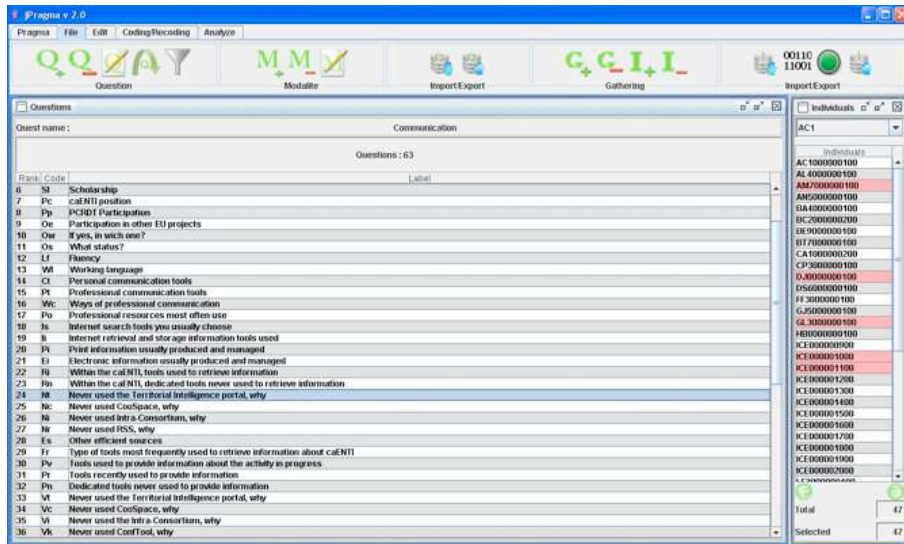 jPragma v 2.0
Pragma File Edit Coding/Recoding Analyze
Q+ Q- A M+ M- G+ G- I+ I- 00110
11001
Question Modalite Import/Export Gathering Import/Export
Questions
Quest name : Communication
Questions : 63
Rank Code Label
6 Sl Scholarship
7 Pc caENTI position
8 Pp PCRDT Participation
9 Oe Participation in other EU projects
10 Ow If yes, in wich one?
11 Os What status?
12 Lf Fluency
13 Wl Working language
14 Ct Personal communication tools
15 Pt Professional communication tools
16 Wc Ways of professional communication
17 Po Professional resources most often use
18 Is Internet search tools you usually choose
19 Ii Internet retrieval and storage information tools used
20 Pi Print information usually produced and managed
21 Ei Electronic information usually produced and managed
22 Ri Within the caENTI, tools used to retrieve information
23 Rn Within the caENTI, dedicated tools never used to retrieve information
24 Nt Never used the Territorial Intelligence portal, why
25 Nc Never used CooSpace, why
26 Ni Never used Intra-Consortium, why
27 Nr Never used RSS, why
28 Es Other efficient sources
29 Fr Type of tools most frequently used to retrieve information about caENTI
30 Pv Tools used to provide information about the activity in progress
31 Pr Tools recently used to provide information
32 Pn Dedicated tools never used to provide information
33 Vt Never used the Territorial Intelligence portal, why
34 Vc Never used CooSpace, why
35 Vi Never used the Intra-Consortium, why
36 Vk Never used ConfTool, why
Individuals
AC1
Individuals
AC1000000100
AL4000000100
AM7000000100
AN5000000100
BA4000000100
BC2000000200
BE9000000100
BT7000000100
CA1000000200
CP3000000100
DJ0000000100
DS6000000100
FF3000000100
GJ5000000100
GL3000000100
HB0000000100
ICE000000900
ICE000001000
ICE000001100
ICE000001200
ICE000001300
ICE000001400
ICE000001500
ICE000001600
ICE000001700
ICE000001800
ICE000001900
ICE000002000
Total 47
Selected 47